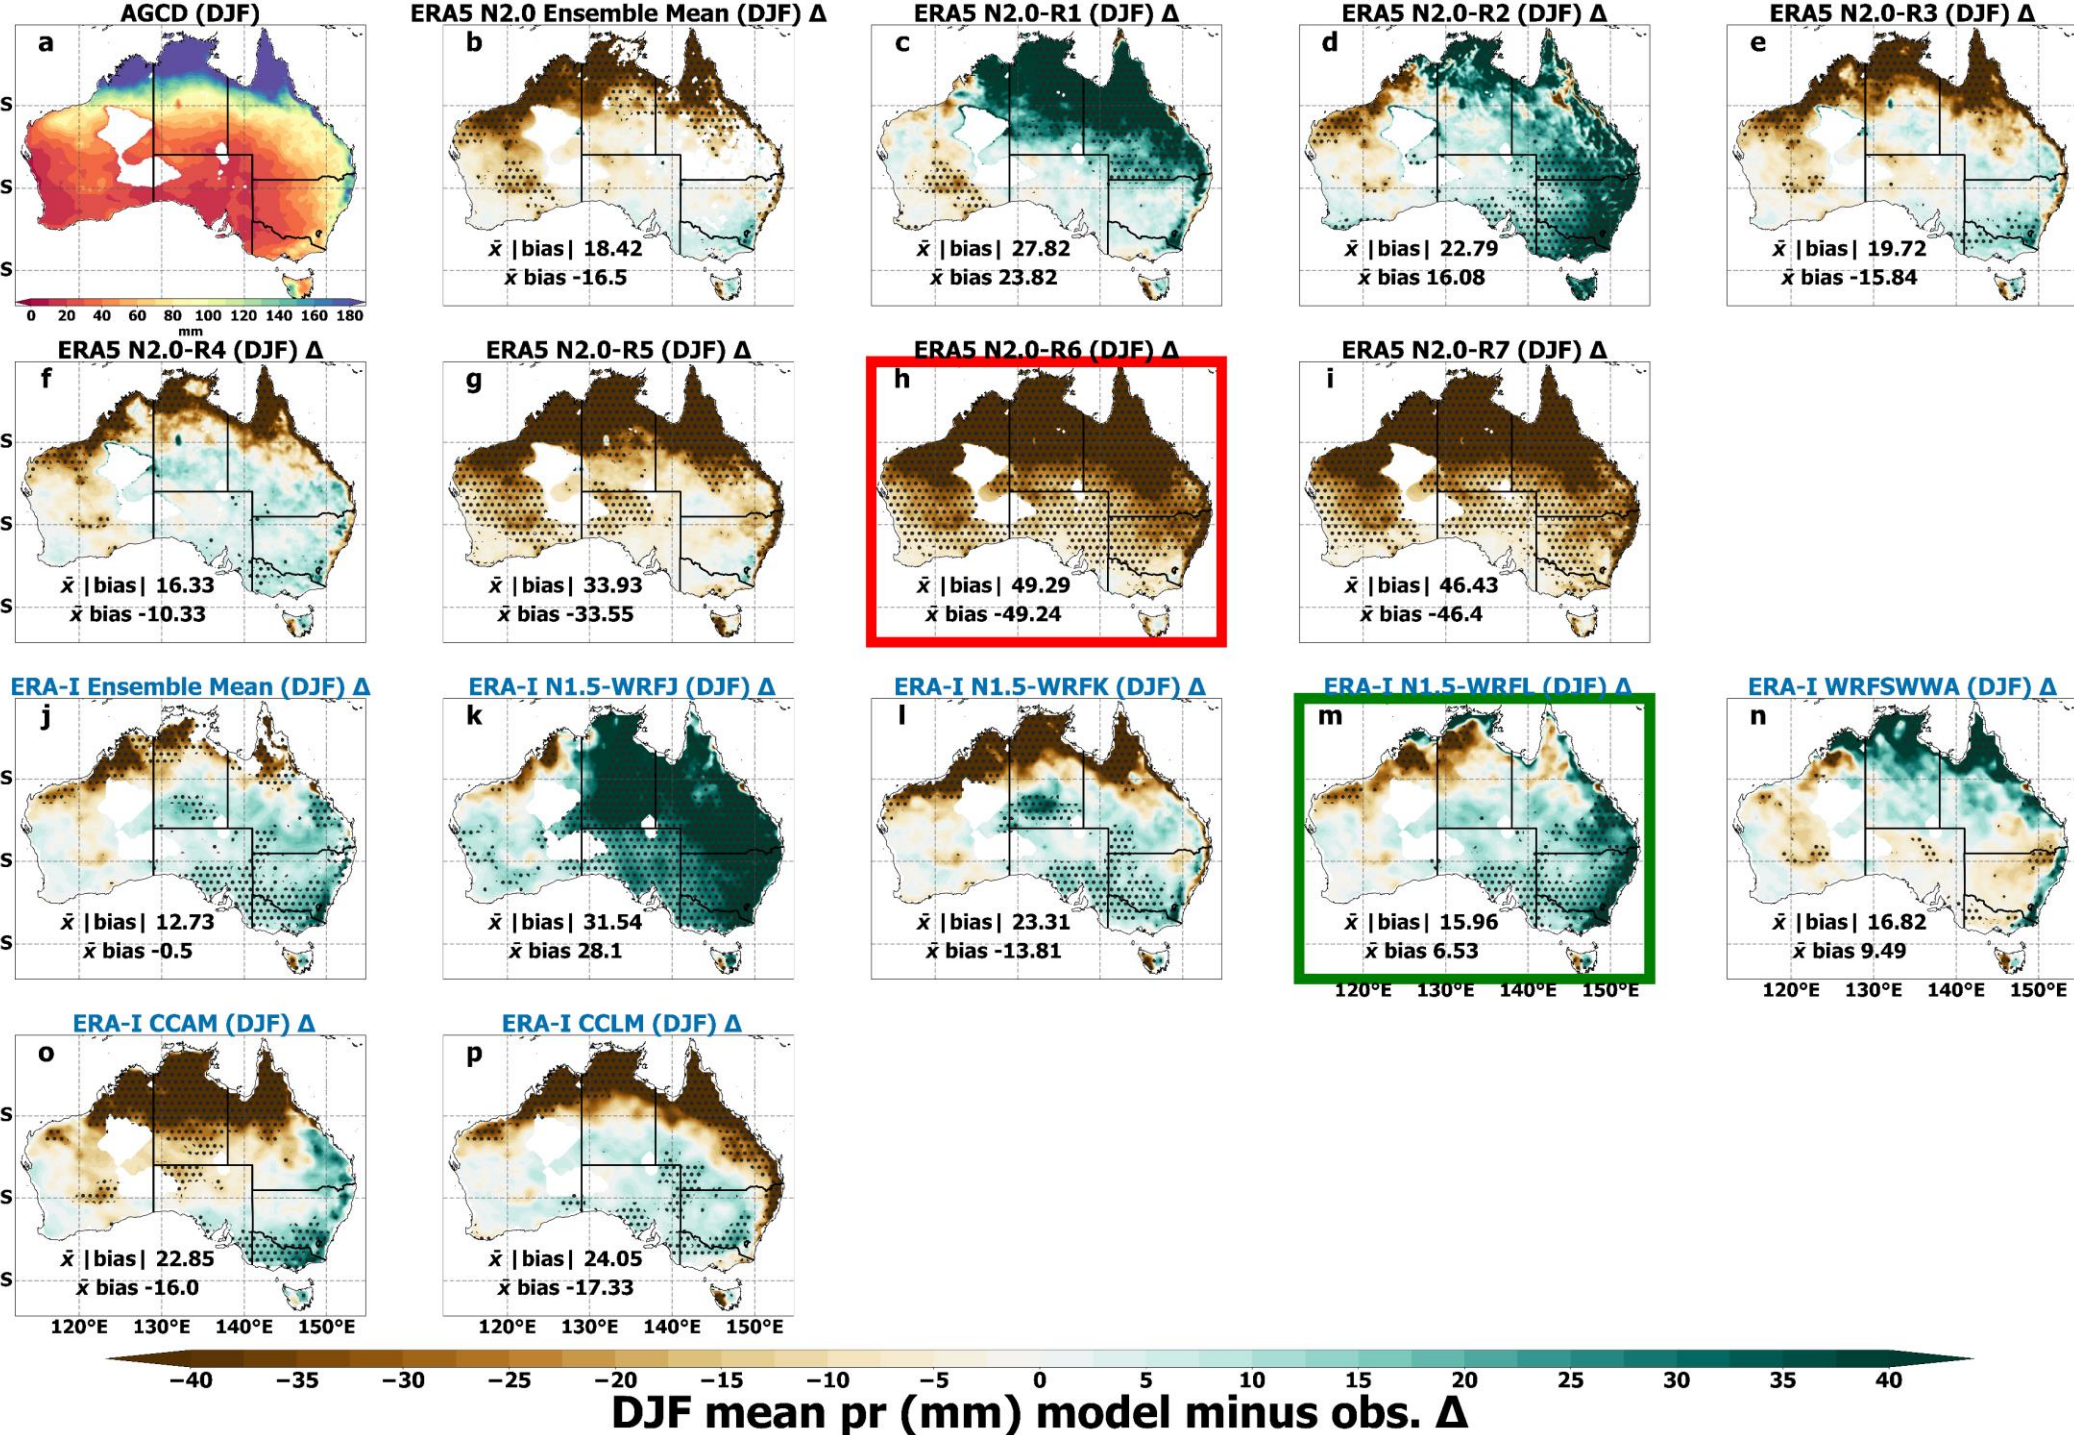 AGCD (DJF)
ERA5 N2.0 Ensemble Mean (DJF) Δ
ERA5 N2.0-R1 (DJF) Δ
ERA5 N2.0-R2 (DJF) Δ
ERA5 N2.0-R3 (DJF) Δ
a
b
c
d
e
S
S
S
0 20 40 60 80 100 120 140 160 180
mm
x̄ |bias| 18.42
x̄ bias -16.5
x̄ |bias| 27.82
x̄ bias 23.82
x̄ |bias| 22.79
x̄ bias 16.08
x̄ |bias| 19.72
x̄ bias -15.84
ERA5 N2.0-R4 (DJF) Δ
ERA5 N2.0-R5 (DJF) Δ
ERA5 N2.0-R6 (DJF) Δ
ERA5 N2.0-R7 (DJF) Δ
f
g
h
i
S
S
S
x̄ |bias| 16.33
x̄ bias -10.33
x̄ |bias| 33.93
x̄ bias -33.55
x̄ |bias| 49.29
x̄ bias -49.24
x̄ |bias| 46.43
x̄ bias -46.4
ERA-I Ensemble Mean (DJF) Δ
ERA-I N1.5-WRFJ (DJF) Δ
ERA-I N1.5-WRFK (DJF) Δ
ERA-I N1.5-WRFL (DJF) Δ
ERA-I WRFSWWA (DJF) Δ
j
k
l
m
n
S
S
S
x̄ |bias| 12.73
x̄ bias -0.5
x̄ |bias| 31.54
x̄ bias 28.1
x̄ |bias| 23.31
x̄ bias -13.81
x̄ |bias| 15.96
x̄ bias 6.53
x̄ |bias| 16.82
x̄ bias 9.49
120°E 130°E 140°E 150°E
120°E 130°E 140°E 150°E
ERA-I CCAM (DJF) Δ
ERA-I CCLM (DJF) Δ
o
p
S
S
S
x̄ |bias| 22.85
x̄ bias -16.0
x̄ |bias| 24.05
x̄ bias -17.33
120°E 130°E 140°E 150°E
120°E 130°E 140°E 150°E
−40 −35 −30 −25 −20 −15 −10 −5 0 5 10 15 20 25 30 35 40
DJF mean pr (mm) model minus obs. Δ